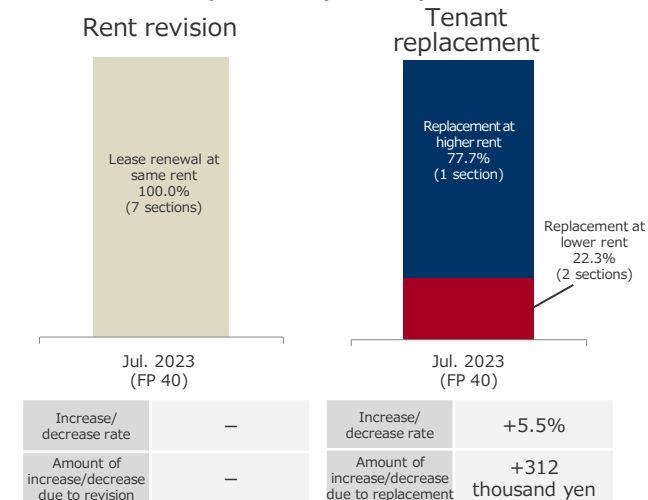 Rent revision
Lease renewal at
same rent
100.0%
(7 sections)
Jul. 2023
(FP 40)
Increase/
decrease rate
–
Amount of
increase/decrease
due to revision
–
Tenant
replacement
Replacement at
higher rent
77.7%
(1 section)
Replacement at
lower rent
22.3%
(2 sections)
Jul. 2023
(FP 40)
Increase/
decrease rate
+5.5%
Amount of
increase/decrease
due to replacement
+312
thousand yen